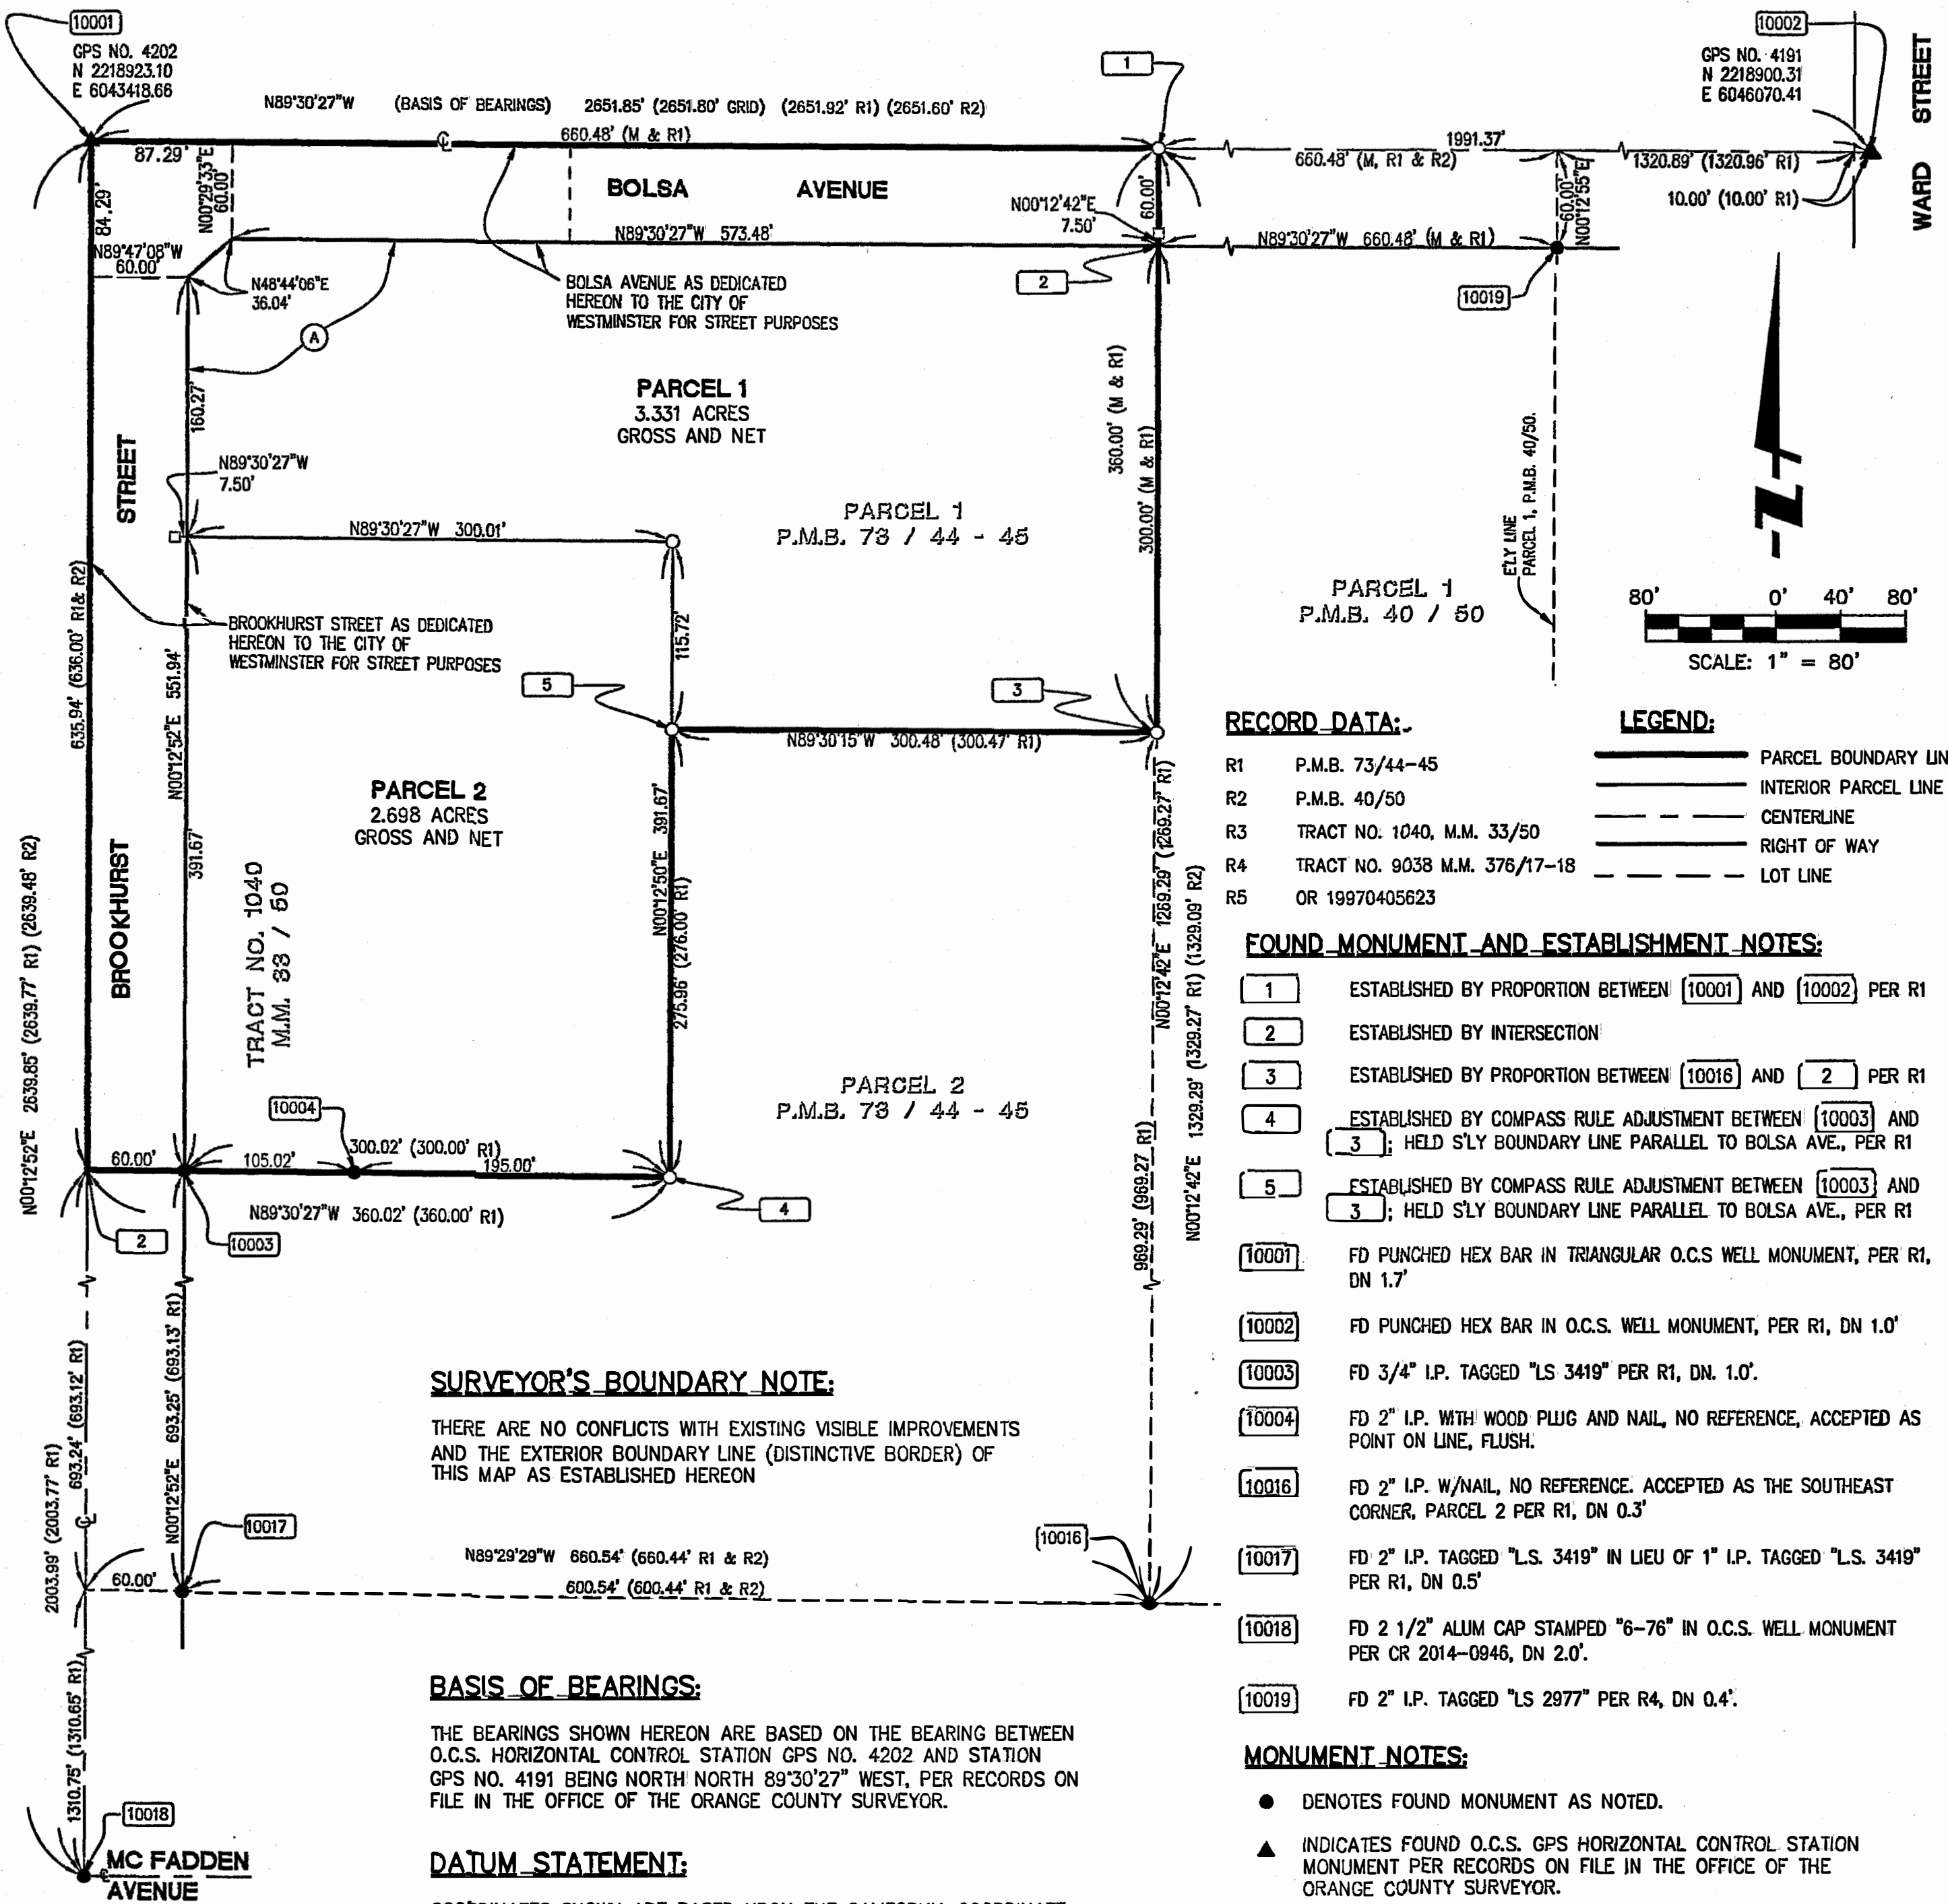 10001
GPS NO. 4202
N 2218923.10
E 6043418.66
N89°30'27"W (BASIS OF BEARINGS) 2651.85' (2651.80' GRID) (2651.92' R1) (2651.60' R2)
660.48' (M & R1)
1
10002
GPS NO. 4191
N 2218900.31
E 6046070.41
WARD STREET
1991.37'
660.48' (M, R1 & R2)
1320.89' (1320.96' R1)
10.00' (10.00' R1)
87.29'
84.29'
N00°29'33"E
60.00'
BOLSA AVENUE
N00°12'42"E
7.50'
60.00'
60.00'
N00°12'55"E
N89°47'08"W
60.00'
N89°30'27"W 573.48'
N89°30'27"W 660.48' (M & R1)
N48°44'06"E
36.04'
BOLSA AVENUE AS DEDICATED
HEREON TO THE CITY OF
WESTMINSTER FOR STREET PURPOSES
2
10019
A
160.27'
PARCEL 1
3.331 ACRES
GROSS AND NET
360.00' (M & R1)
300.00' (M & R1)
N89°30'27"W
7.50'
STREET
N89°30'27"W 300.01'
PARCEL 1
P.M.B. 73 / 44 - 45
E'LY LINE
PARCEL 1, P.M.B. 40/50.
PARCEL 1
P.M.B. 40 / 50
80' 0' 40' 80'
SCALE: 1" = 80'
BROOKHURST STREET AS DEDICATED
HEREON TO THE CITY OF
WESTMINSTER FOR STREET PURPOSES
635.94' (636.00' R1& R2)
N00°12'52"E 551.94'
115.72'
5
3
N89°30'15"W 300.48' (300.47' R1)
PARCEL 2
2.698 ACRES
GROSS AND NET
N00°12'50"E 391.67'
275.96' (276.00' R1)
391.67'
BROOKHURST
TRACT NO. 1040
M.M. 33 / 50
N00°12'52"E 2639.85' (2639.77' R1) (2639.48' R2)
N00°12'42"E 1269.29' (1269.27' R1)
N00°12'42"E 1329.29' (1329.27' R1) (1329.09' R2)
969.29' (969.27 R1)
PARCEL 2
P.M.B. 73 / 44 - 45
10004
60.00'
105.02'
300.02' (300.00' R1)
195.00'
N89°30'27"W 360.02' (360.00' R1)
2
10003
4
693.24' (693.12' R1)
N00°12'52"E 693.25' (693.13' R1)
2003.99' (2003.77' R1)
10017
60.00'
N89°29'29"W 660.54' (660.44' R1 & R2)
600.54' (600.44' R1 & R2)
10016
1310.75' (1310.65' R1)
10018
MC FADDEN
AVENUE
SURVEYOR'S BOUNDARY NOTE:
THERE ARE NO CONFLICTS WITH EXISTING VISIBLE IMPROVEMENTS
AND THE EXTERIOR BOUNDARY LINE (DISTINCTIVE BORDER) OF
THIS MAP AS ESTABLISHED HEREON
BASIS OF BEARINGS:
THE BEARINGS SHOWN HEREON ARE BASED ON THE BEARING BETWEEN
O.C.S. HORIZONTAL CONTROL STATION GPS NO. 4202 AND STATION
GPS NO. 4191 BEING NORTH NORTH 89°30'27" WEST, PER RECORDS ON
FILE IN THE OFFICE OF THE ORANGE COUNTY SURVEYOR.
DATUM STATEMENT:
RECORD DATA:
R1 P.M.B. 73/44-45
R2 P.M.B. 40/50
R3 TRACT NO. 1040, M.M. 33/50
R4 TRACT NO. 9038 M.M. 376/17-18
R5 OR 19970405623
LEGEND:
PARCEL BOUNDARY LIN
INTERIOR PARCEL LINE
CENTERLINE
RIGHT OF WAY
LOT LINE
FOUND MONUMENT AND ESTABLISHMENT NOTES:
1 ESTABLISHED BY PROPORTION BETWEEN 10001 AND 10002 PER R1
2 ESTABLISHED BY INTERSECTION
3 ESTABLISHED BY PROPORTION BETWEEN 10016 AND 2 PER R1
4 ESTABLISHED BY COMPASS RULE ADJUSTMENT BETWEEN 10003 AND
3 ; HELD S'LY BOUNDARY LINE PARALLEL TO BOLSA AVE., PER R1
5 ESTABLISHED BY COMPASS RULE ADJUSTMENT BETWEEN 10003 AND
3 ; HELD S'LY BOUNDARY LINE PARALLEL TO BOLSA AVE., PER R1
10001 FD PUNCHED HEX BAR IN TRIANGULAR O.C.S WELL MONUMENT, PER R1,
DN 1.7'
10002 FD PUNCHED HEX BAR IN O.C.S. WELL MONUMENT, PER R1, DN 1.0'
10003 FD 3/4" I.P. TAGGED "LS 3419" PER R1, DN. 1.0'.
10004 FD 2" I.P. WITH WOOD PLUG AND NAIL, NO REFERENCE, ACCEPTED AS
POINT ON LINE, FLUSH.
10016 FD 2" I.P. W/NAIL, NO REFERENCE. ACCEPTED AS THE SOUTHEAST
CORNER, PARCEL 2 PER R1, DN 0.3'
10017 FD 2" I.P. TAGGED "L.S. 3419" IN LIEU OF 1" I.P. TAGGED "L.S. 3419"
PER R1, DN 0.5'
10018 FD 2 1/2" ALUM CAP STAMPED "6-76" IN O.C.S. WELL MONUMENT
PER CR 2014-0946, DN 2.0'.
10019 FD 2" I.P. TAGGED "LS 2977" PER R4, DN 0.4'.
MONUMENT NOTES:
● DENOTES FOUND MONUMENT AS NOTED.
▲ INDICATES FOUND O.C.S. GPS HORIZONTAL CONTROL STATION
MONUMENT PER RECORDS ON FILE IN THE OFFICE OF THE
ORANGE COUNTY SURVEYOR.